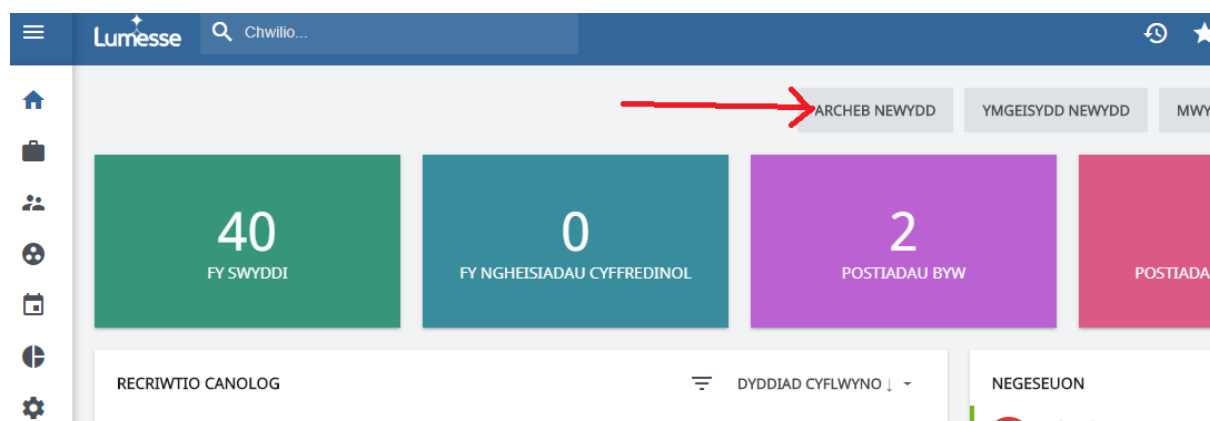 Lumesse
Chwilio...
ARCHEB NEWYDD
YMGEISYDD NEWYDD
40
FY SWYDDI
0
FY NGHEISIADAU CYFFREDINOL
2
POSTIADAU BYW
RECRIWTIO CANOLOG
DYDDIAD CYFLWYNO ↓
NEGESEUON